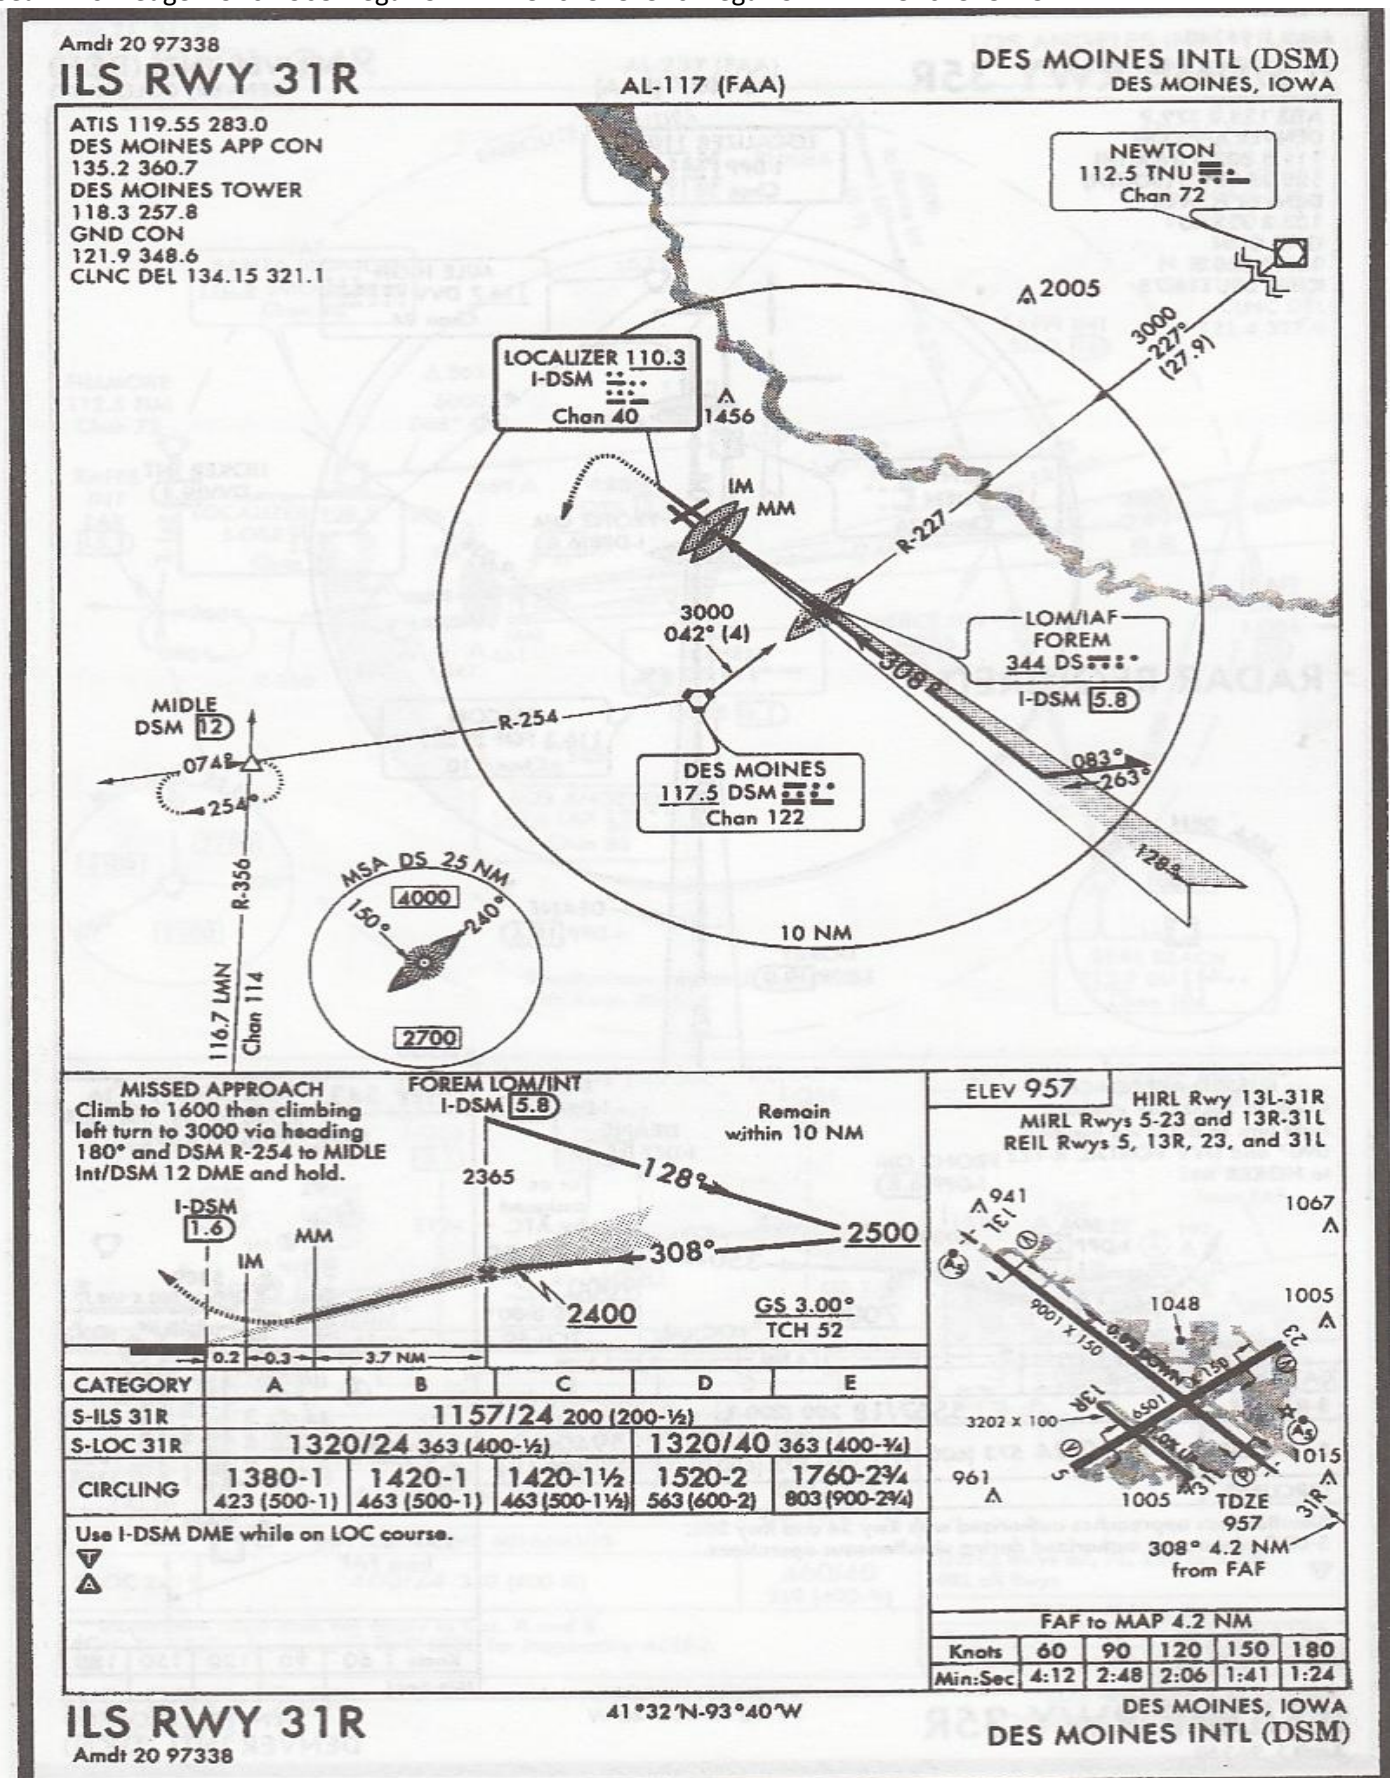 Amdt 20 97338
ILS RWY 31R
AL-117 (FAA)
DES MOINES INTL (DSM)
DES MOINES, IOWA
ATIS 119.55 283.0
DES MOINES APP CON
135.2 360.7
DES MOINES TOWER
118.3 257.8
GND CON
121.9 348.6
CLNC DEL 134.15 321.1
NEWTON
112.5 TNU
Chan 72
2005
3000
227°
(27.9)
LOCALIZER 110.3
I-DSM
Chan 40
1456
IM
MM
R-227
3000
042° (4)
LOM/IAF
FOREM
344 DS
I-DSM 5.8
308°
MIDLE
DSM 12
R-254
074°
254°
DES MOINES
117.5 DSM
Chan 122
083°
263°
128°
R-356
116.7 LMN
Chan 114
MSA DS 25 NM
4000
150°
240°
2700
10 NM
MISSED APPROACH
Climb to 1600 then climbing
left turn to 3000 via heading
180° and DSM R-254 to MIDLE
Int/DSM 12 DME and hold.
FOREM LOM/INT
I-DSM 5.8
Remain
within 10 NM
2365
128°
2500
308°
2400
GS 3.00°
TCH 52
I-DSM
1.6
MM
IM
0.2
0.3
3.7 NM
ELEV 957
HIRL Rwy 13L-31R
MIRL Rwys 5-23 and 13R-31L
REIL Rwys 5, 13R, 23, and 31L
941
1067
13L
A5
1048
1005
23
9001 X 150
13R
6501 X 150
3202 X 100
A5
1015
961
5
1005
31L
31R
TDZE
957
308° 4.2 NM
from FAF
CATEGORY A B C D E
S-ILS 31R 1157/24 200 (200-½)
S-LOC 31R 1320/24 363 (400-½) 1320/40 363 (400-¾)
CIRCLING 1380-1 1420-1 1420-1½ 1520-2 1760-2¾
423 (500-1) 463 (500-1) 463 (500-1½) 563 (600-2) 803 (900-2¾)
Use I-DSM DME while on LOC course.
T
A
FAF to MAP 4.2 NM
Knots 60 90 120 150 180
Min:Sec 4:12 2:48 2:06 1:41 1:24
ILS RWY 31R
Amdt 20 97338
41°32'N-93°40'W
DES MOINES, IOWA
DES MOINES INTL (DSM)